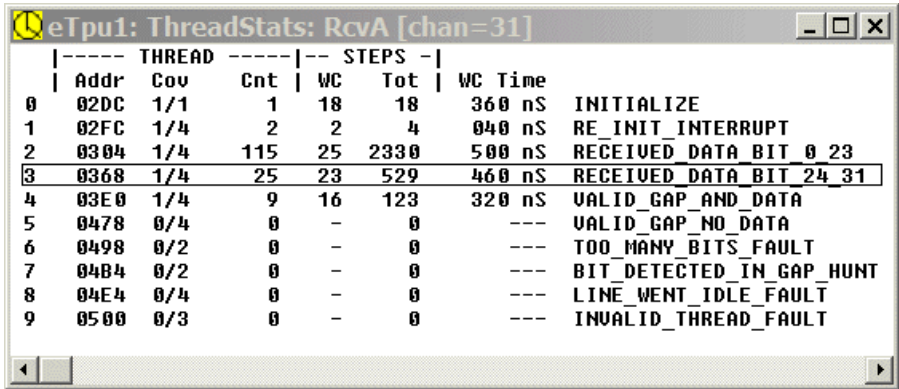 eTpu1: ThreadStats: RcvA [chan=31]
|----- THREAD -----|-- STEPS -|
| Addr Cov Cnt | WC Tot | WC Time
0 02DC 1/1 1 18 18 360 nS INITIALIZE
1 02FC 1/4 2 2 4 040 nS RE_INIT_INTERRUPT
2 0304 1/4 115 25 2330 500 nS RECEIVED_DATA_BIT_0_23
3 0368 1/4 25 23 529 460 nS RECEIVED_DATA_BIT_24_31
4 03E0 1/4 9 16 123 320 nS VALID_GAP_AND_DATA
5 0478 0/4 0 - 0 --- VALID_GAP_NO_DATA
6 0498 0/2 0 - 0 --- TOO_MANY_BITS_FAULT
7 04B4 0/2 0 - 0 --- BIT_DETECTED_IN_GAP_HUNT
8 04E4 0/4 0 - 0 --- LINE_WENT_IDLE_FAULT
9 0500 0/3 0 - 0 --- INVALID_THREAD_FAULT